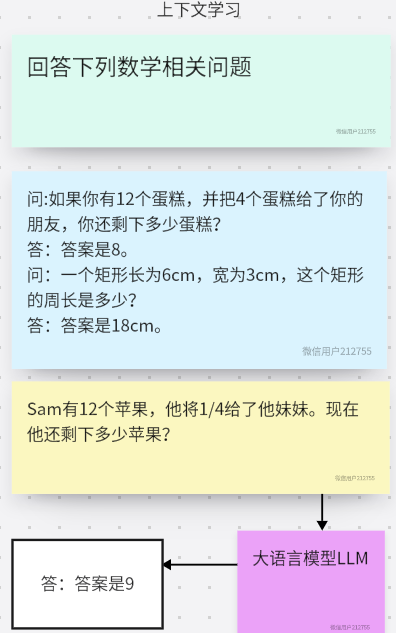 上下文学习
回答下列数学相关问题
微信用户212755
问:如果你有12个蛋糕，并把4个蛋糕给了你的
朋友，你还剩下多少蛋糕？
答：答案是8。
问：一个矩形长为6cm，宽为3cm，这个矩形
的周长是多少？
答：答案是18cm。
微信用户212755
Sam有12个苹果，他将1/4给了他妹妹。现在
他还剩下多少苹果？
微信用户212755
大语言模型LLM
答：答案是9
微信用户212755